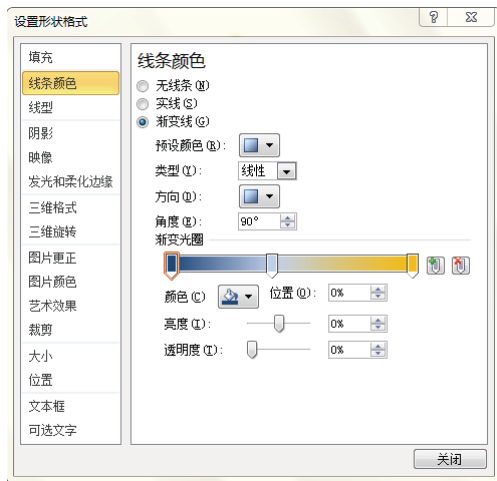 设置形状格式
填充
线条颜色
线型
阴影
映像
发光和柔化边缘
三维格式
三维旋转
图片更正
图片颜色
艺术效果
裁剪
大小
位置
文本框
可选文字
线条颜色
无线条(N)
实线(S)
渐变线(G)
预设颜色(R):
类型(Y): 线性
方向(D):
角度(E): 90°
渐变光圈
颜色(C) 位置(O): 0%
亮度(I): 0%
透明度(T): 0%
关闭